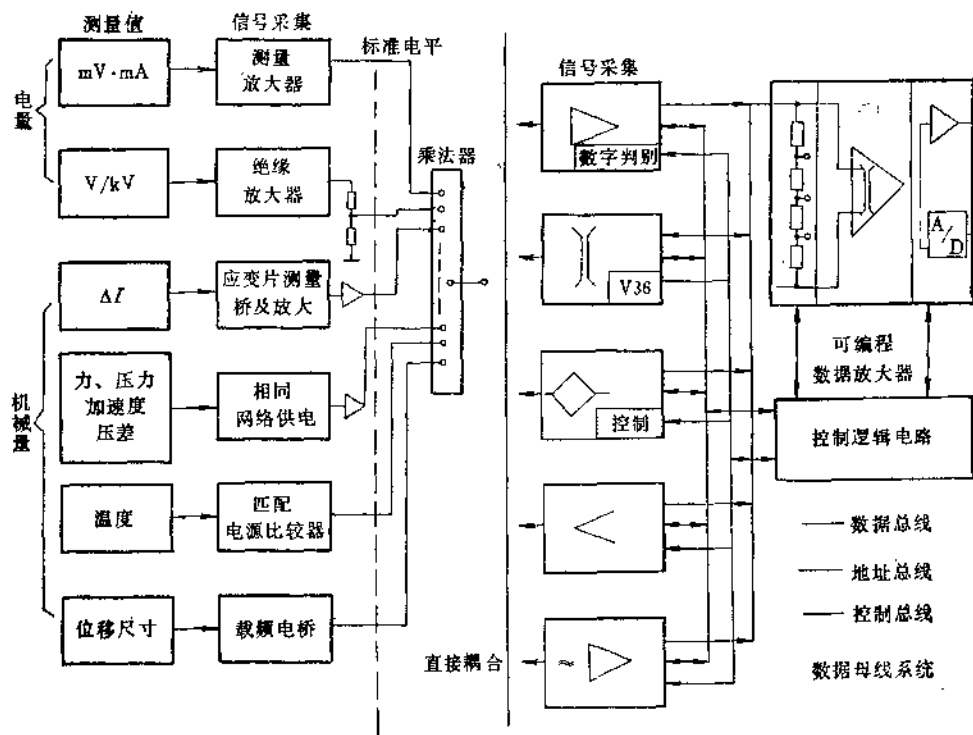 测量值
信号采集
标准电平
电量
mV·mA
测量
放大器
V/kV
绝缘
放大器
乘法器
机械量
ΔI
应变片测量
桥及放大
力、压力
加速度
压差
相同
网络供电
温度
匹配
电源比较器
位移尺寸
载频电桥
直接耦合
信号采集
数字判别
V36
控制
≈
A/D
可编程
数据放大器
控制逻辑电路
数据总线
地址总线
控制总线
数据母线系统